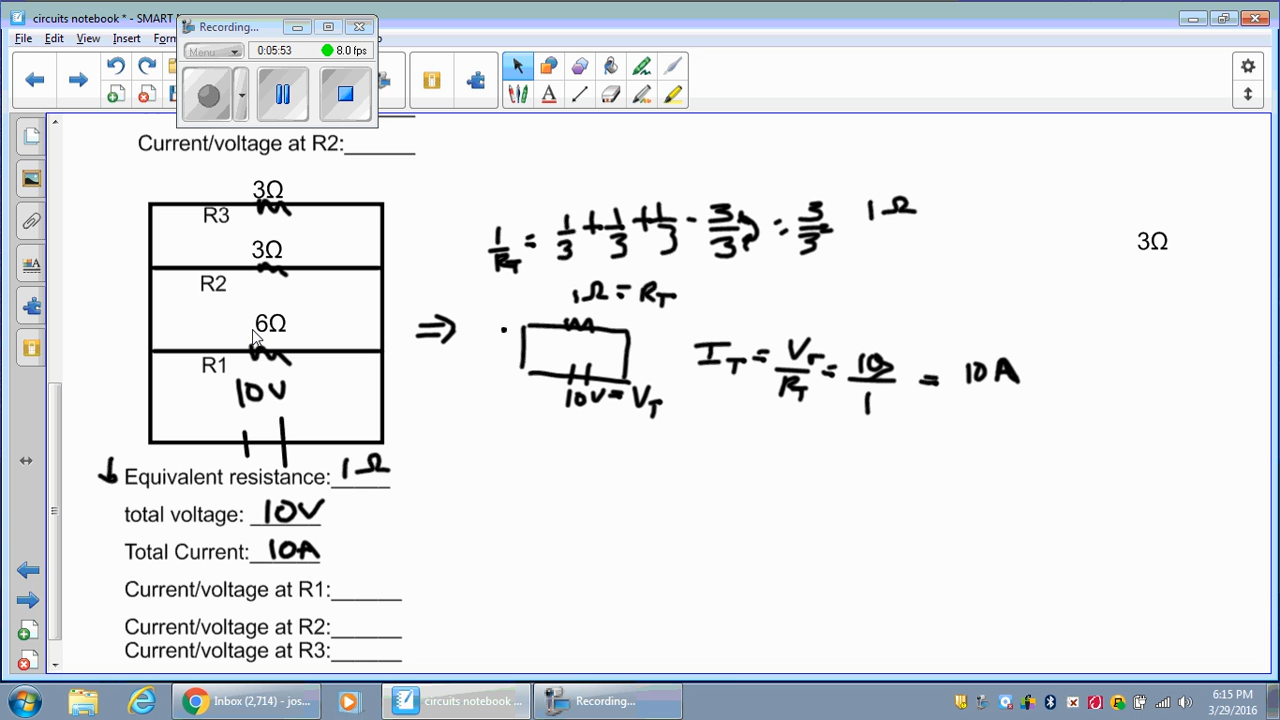 circuits notebook * - SMART
Recording...
File Edit View Insert Form
Menu 0:05:53 8.0 fps
Current/voltage at R2:______
3Ω
R3
3Ω
R2
6Ω
R1
10V
1/RT = 1/3 + 1/3 + 1/3 - 3/3 = 3/3 1Ω
3Ω
1Ω = RT
⇒
10V = VT
IT = VT/RT = 10/1 = 10A
Equivalent resistance: 1Ω
total voltage: 10V
Total Current: 10A
Current/voltage at R1:______
Current/voltage at R2:______
Current/voltage at R3:______
Inbox (2,714) - jos...
circuits notebook ...
Recording...
6:15 PM
3/29/2016